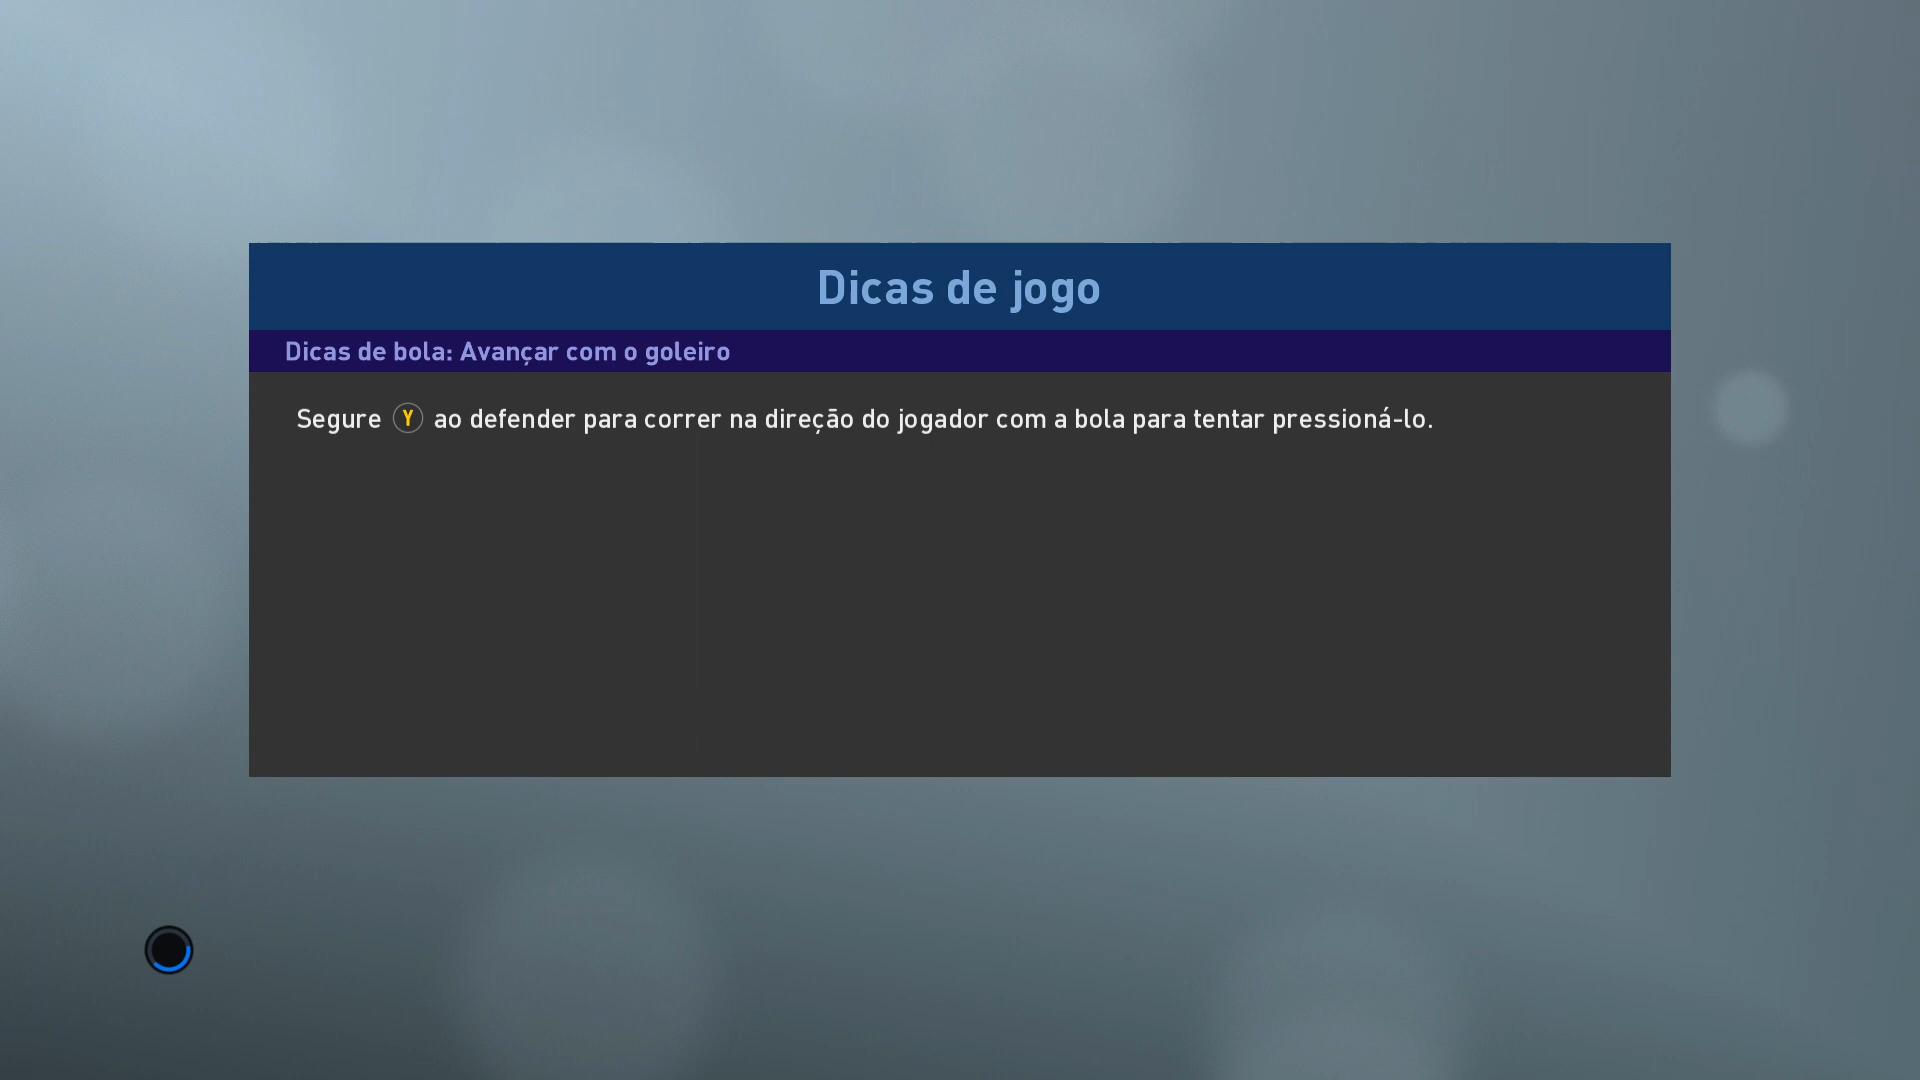 Dicas de jogo
Dicas de bola: Avançar com o goleiro
Segure Y ao defender para correr na direção do jogador com a bola para tentar pressioná-lo.